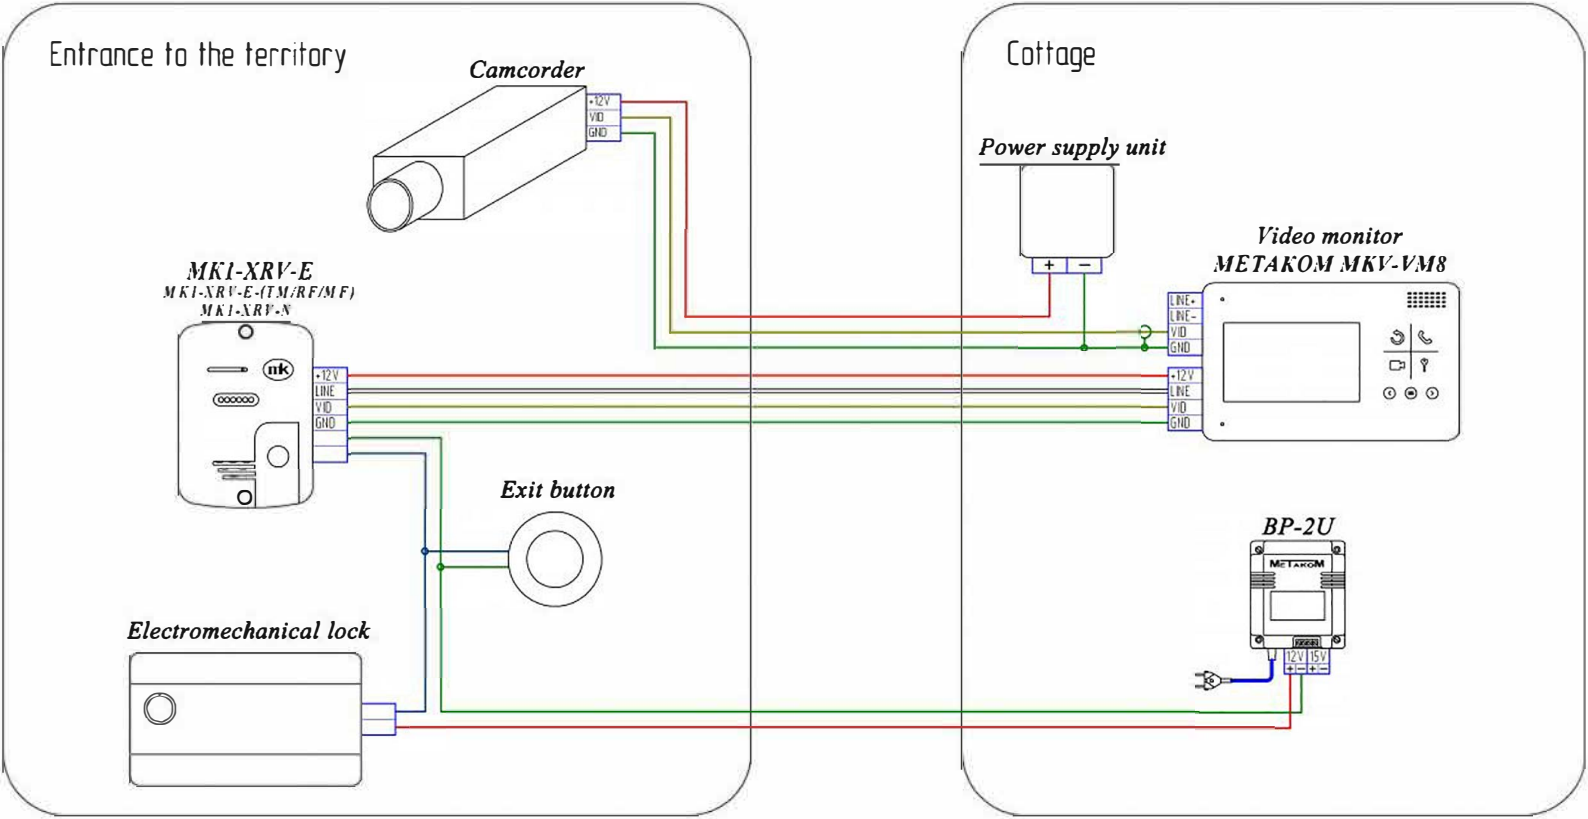 Entrance to the territory
Cottage
Camcorder
+12V
VID
GND
Power supply unit
+ −
Video monitor
METAKOM MKV-VM8
LINE+
LINE-
VID
GND
+12V
LINE
VID
GND
MK1-XRV-E
MK1-XRV-E-(TM/RF/MF)
MK1-XRV-N
mk
+12V
LINE
VID
GND
Exit button
BP-2U
METAKOM
12V 15V
+ − + −
Electromechanical lock